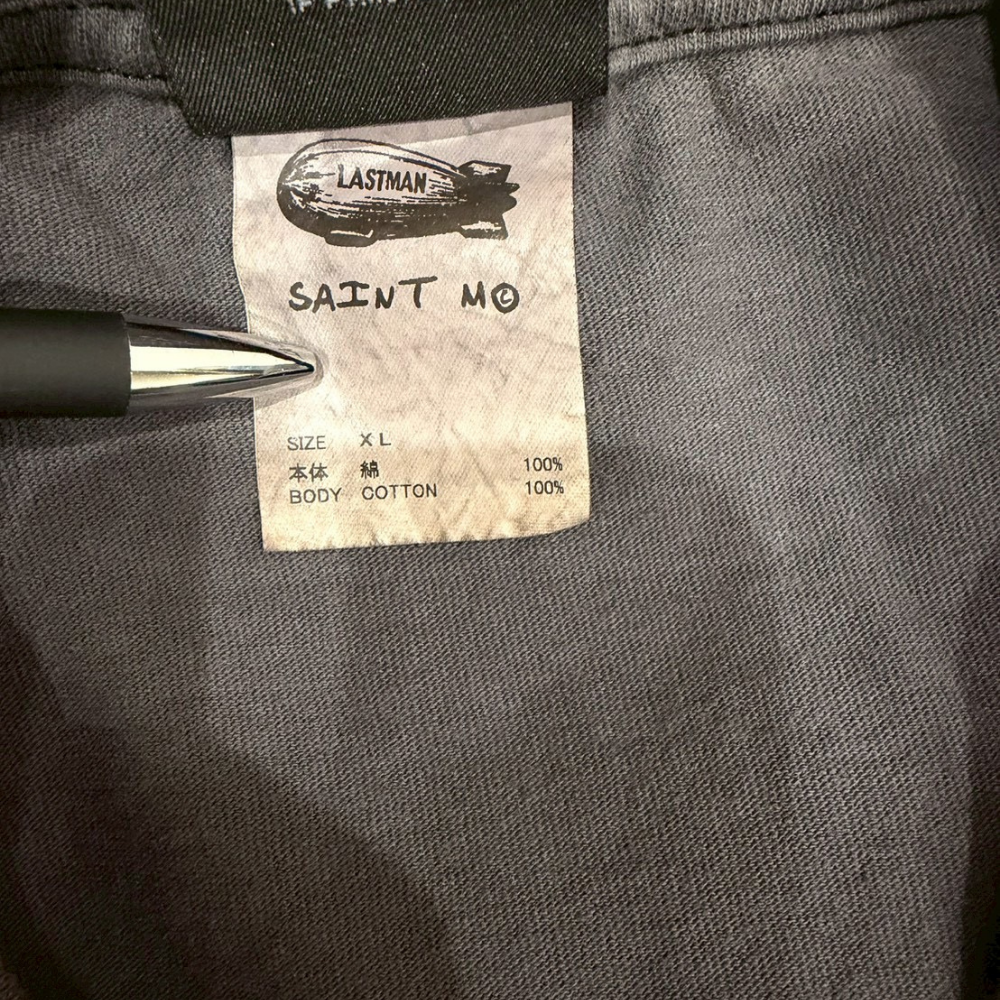 LASTMAN
SAINT M©
SIZE XL
本体 綿 100%
BODY COTTON 100%